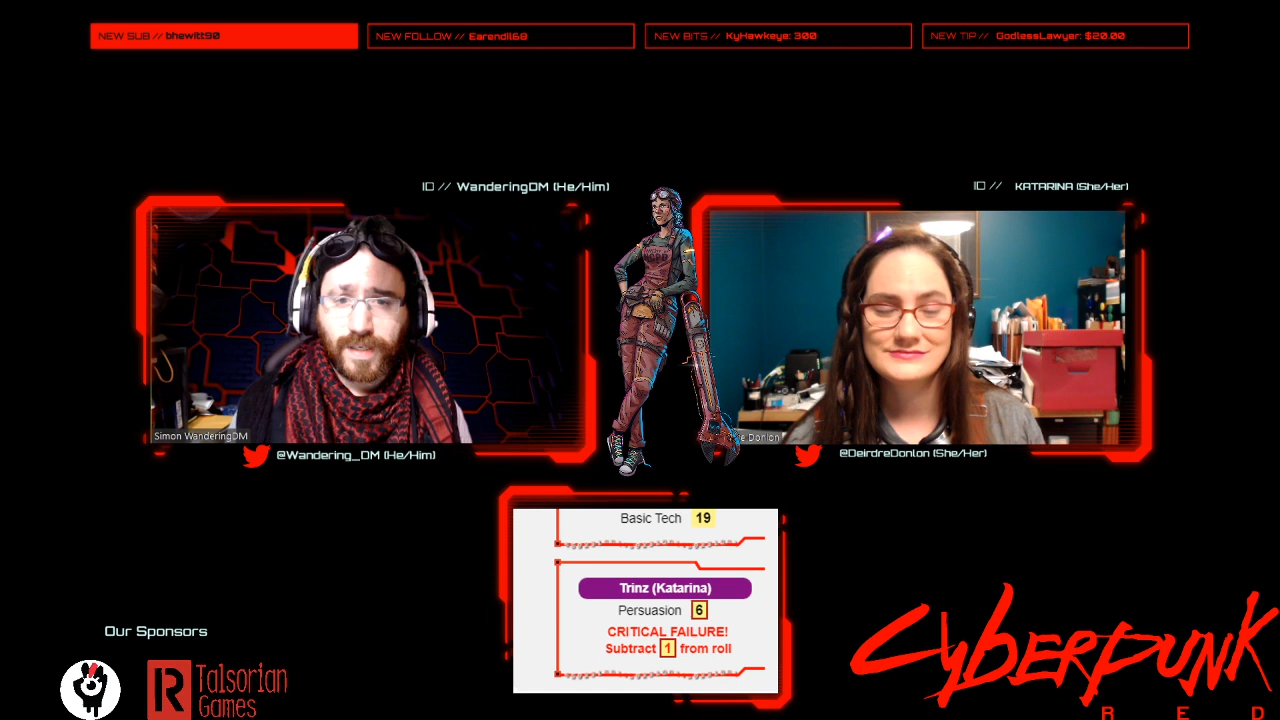 NEW SUB // bhewitt90
NEW FOLLOW // Earendil68
NEW BITS // KyHawkeye: 300
NEW TIP // GodlessLawyer: $20.00
ID // WanderingDM (He/Him)
ID // KATARINA (She/Her)
Simon WanderingDM
e Donlon
@Wandering_DM (He/Him)
@DeirdreDonlon (She/Her)
Basic Tech 19
Trinz (Katarina)
Persuasion 6
CRITICAL FAILURE!
Subtract 1 from roll
Our Sponsors
R Talsorian
Games
CYBERPUNK
RED